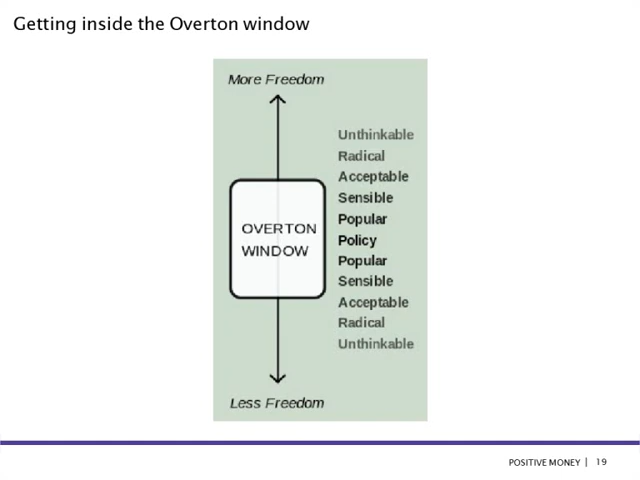 Getting inside the Overton window
More Freedom
Unthinkable
Radical
Acceptable
Sensible
Popular
OVERTON
Policy
WINDOW
Popular
Sensible
Acceptable
Radical
Unthinkable
Less Freedom
POSITIVE MONEY | 19